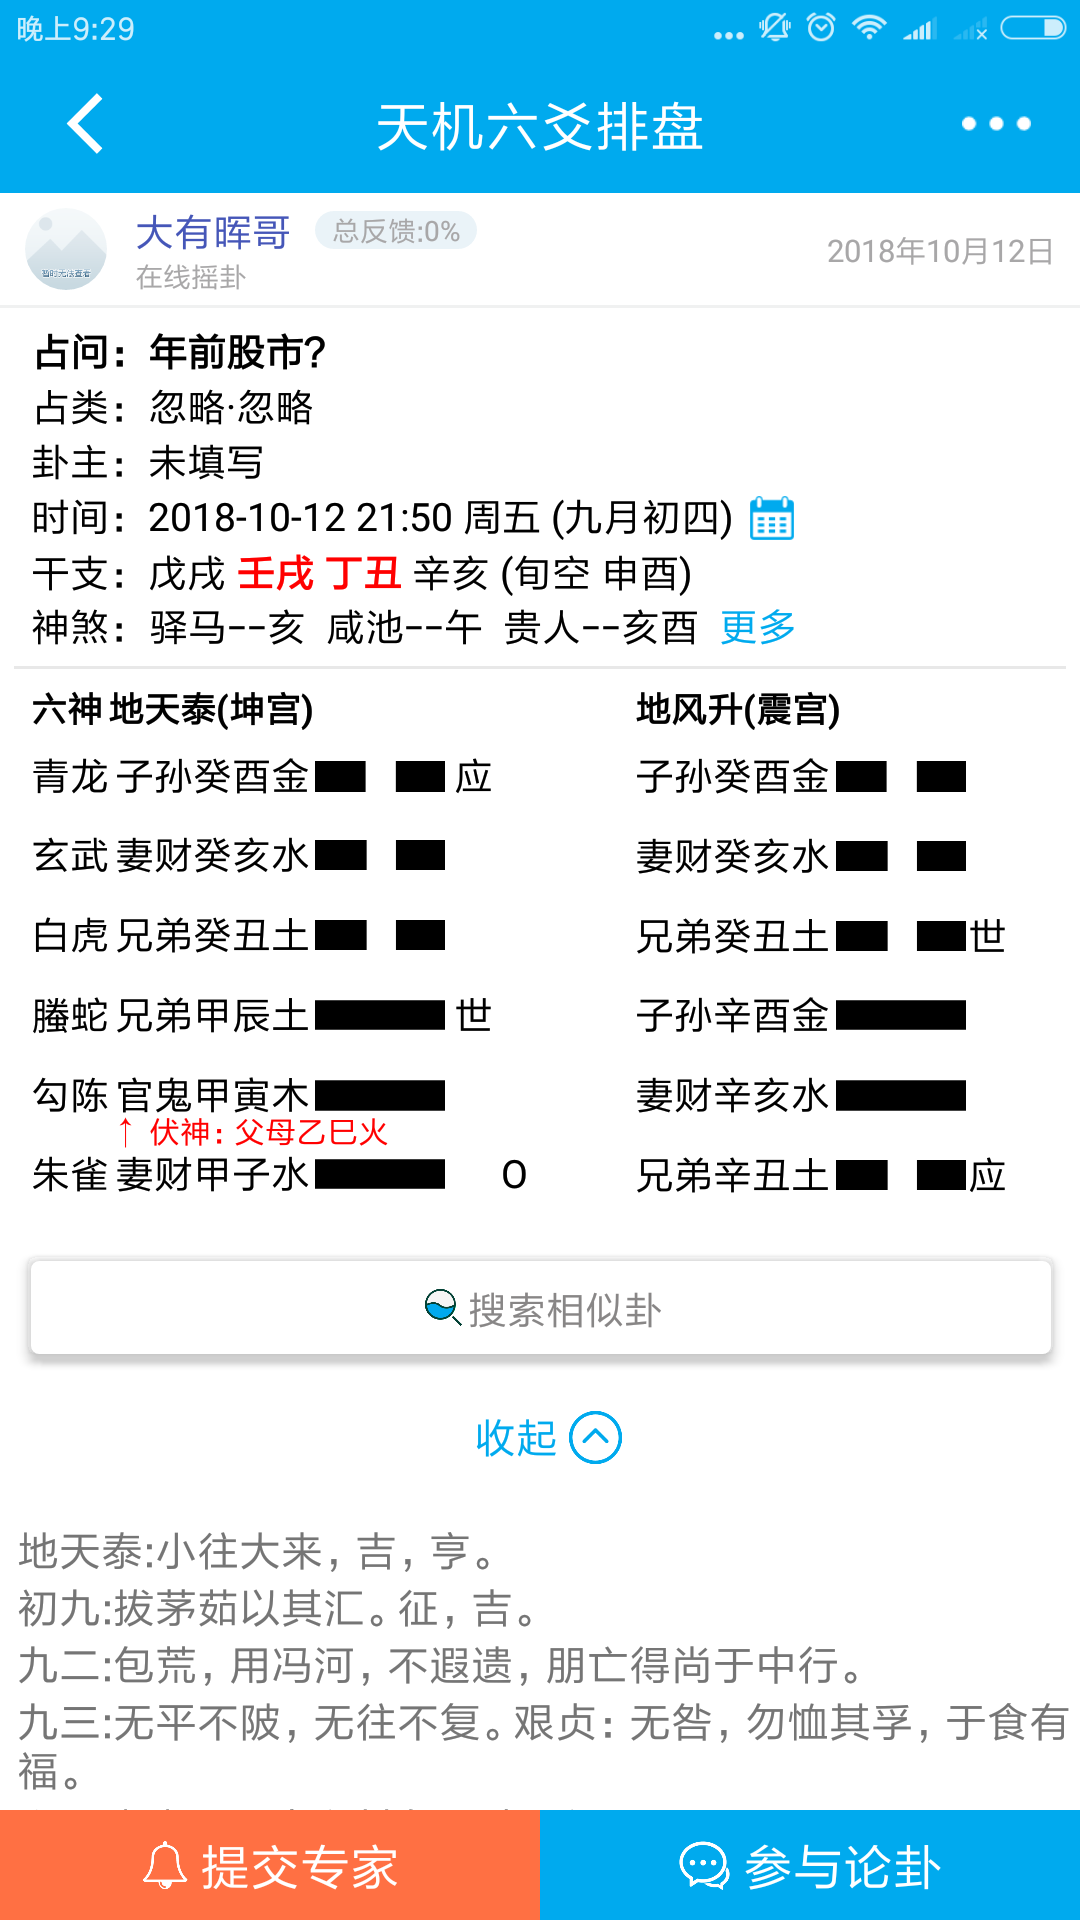 晚上9:29
天机六爻排盘
大有晖哥 总反馈:0%
2018年10月12日
在线摇卦
暂时无法查看
占问：年前股市?
占类：忽略·忽略
卦主：未填写
时间：2018-10-12 21:50 周五 (九月初四)
干支：戊戌 壬戌 丁丑 辛亥 (旬空 申酉)
神煞：驿马--亥 咸池--午 贵人--亥酉 更多
六神 地天泰(坤宫) 地风升(震宫)
青龙 子孙癸酉金 应 子孙癸酉金
玄武 妻财癸亥水 妻财癸亥水
白虎 兄弟癸丑土 兄弟癸丑土 世
螣蛇 兄弟甲辰土 世 子孙辛酉金
勾陈 官鬼甲寅木 妻财辛亥水
↑ 伏神：父母乙巳火
朱雀 妻财甲子水 O 兄弟辛丑土 应
搜索相似卦
收起
地天泰:小往大来，吉，亨。
初九:拔茅茹以其汇。征，吉。
九二:包荒，用冯河，不遐遗，朋亡得尚于中行。
九三:无平不陂，无往不复。艰贞：无咎，勿恤其孚，于食有
福。
提交专家 参与论卦